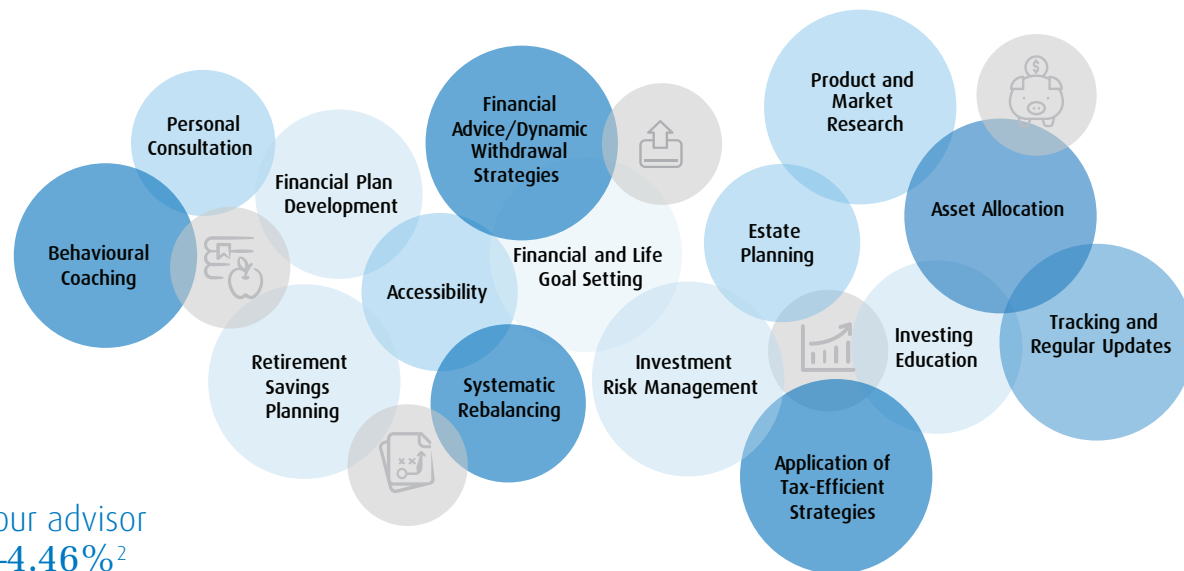 Personal
Consultation
Financial
Advice/Dynamic
Withdrawal
Strategies
Product and
Market
Research
$
Financial Plan
Development
Behavioural
Coaching
Accessibility
Financial and Life
Goal Setting
Estate
Planning
Asset Allocation
Retirement
Savings
Planning
Systematic
Rebalancing
Investment
Risk Management
Investing
Education
Tracking and
Regular Updates
Application of
Tax-Efficient
Strategies
our advisor
4.46%²